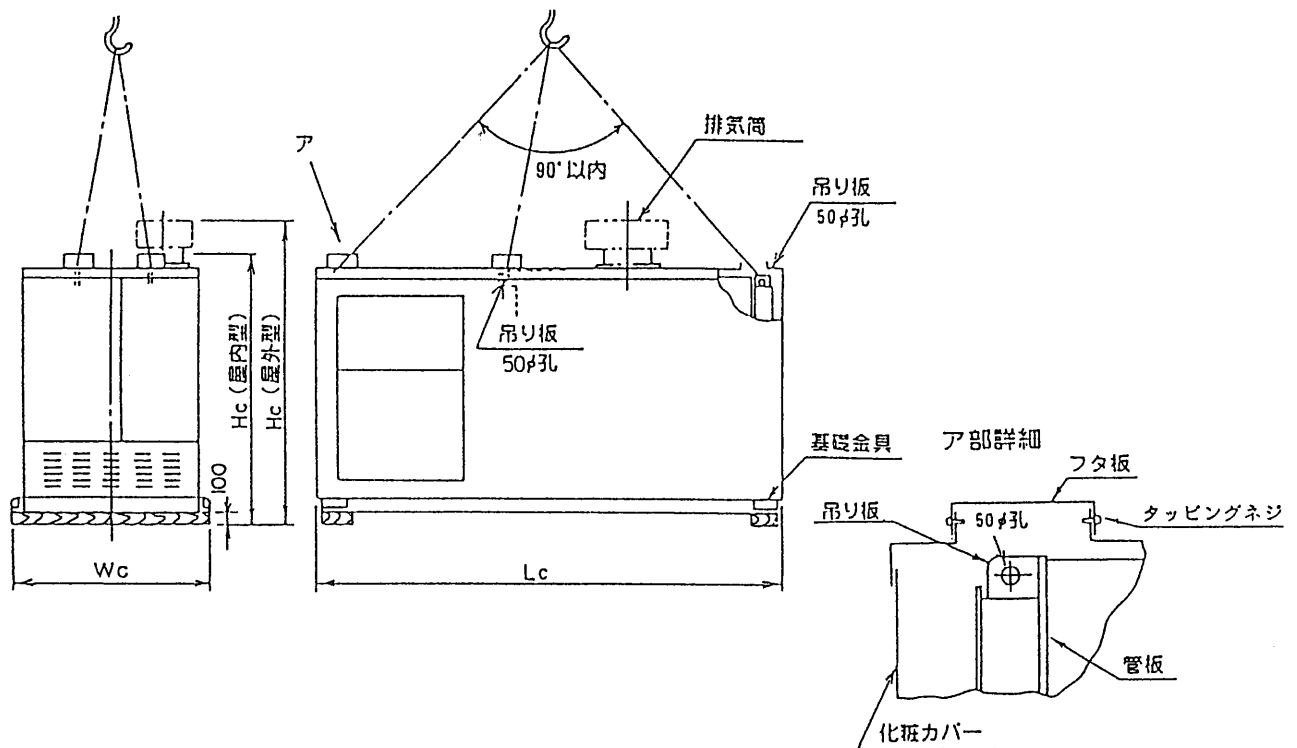 ア
90°以内
排気筒
吊り板
50φ孔
吊り板
50φ孔
Hc（屋内型）
Hc（屋外型）
100
Wc
Lc
基礎金具
ア部詳細
フタ板
タッピングネジ
吊り板
50φ孔
管板
化粧カバー